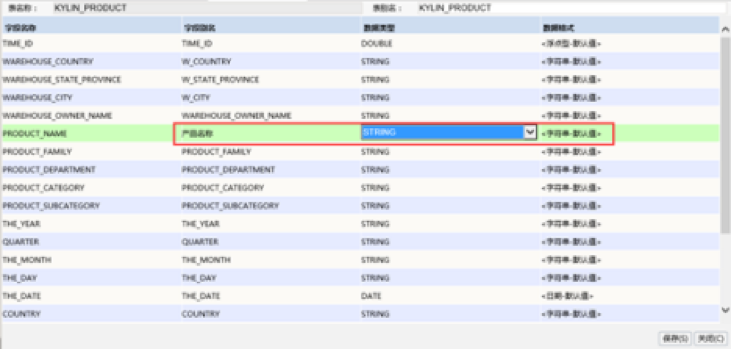 表名称： KYLIN_PRODUCT 表别名： KYLIN_PRODUCT
字段名称 字段别名 数据类型 数据格式
TIME_ID TIME_ID DOUBLE <浮点型-默认值>
WAREHOUSE_COUNTRY W_COUNTRY STRING <字符串-默认值>
WAREHOUSE_STATE_PROVINCE W_STATE_PROVINCE STRING <字符串-默认值>
WAREHOUSE_CITY W_CITY STRING <字符串-默认值>
WAREHOUSE_OWNER_NAME WAREHOUSE_OWNER_NAME STRING <字符串-默认值>
PRODUCT_NAME 产品名称 STRING <字符串-默认值>
PRODUCT_FAMILY PRODUCT_FAMILY STRING <字符串-默认值>
PRODUCT_DEPARTMENT PRODUCT_DEPARTMENT STRING <字符串-默认值>
PRODUCT_CATEGORY PRODUCT_CATEGORY STRING <字符串-默认值>
PRODUCT_SUBCATEGORY PRODUCT_SUBCATEGORY STRING <字符串-默认值>
THE_YEAR THE_YEAR STRING <字符串-默认值>
QUARTER QUARTER STRING <字符串-默认值>
THE_MONTH THE_MONTH STRING <字符串-默认值>
THE_DAY THE_DAY STRING <字符串-默认值>
THE_DATE THE_DATE DATE <日期-默认值>
COUNTRY COUNTRY STRING <字符串-默认值>
保存(S) 关闭(C)